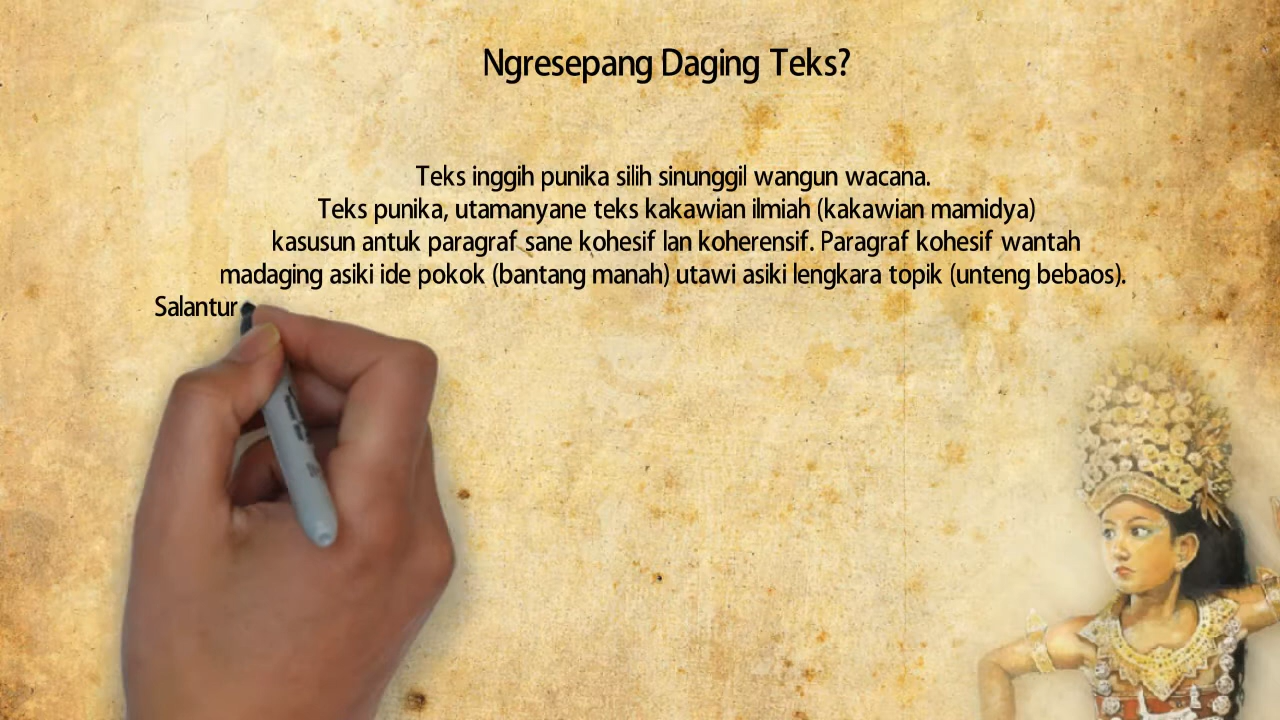 Ngresepang Daging Teks?
Teks inggih punika silih sinunggil wangun wacana.
Teks punika, utamanyane teks kakawian ilmiah (kakawian mamidya)
kasusun antuk paragraf sane kohesif lan koherensif. Paragraf kohesif wantah
madaging asiki ide pokok (bantang manah) utawi asiki lengkara topik (unteng bebaos).
Salantur